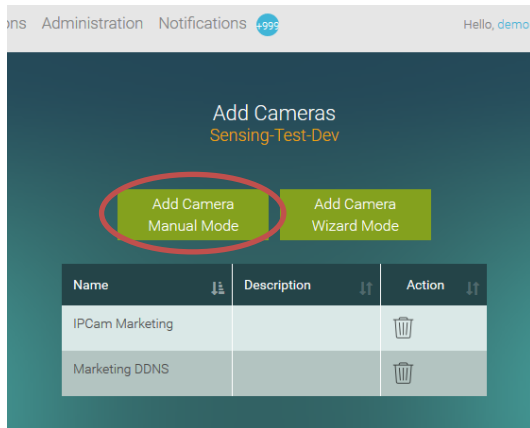 ons Administration Notifications +999 Hello, demo
Add Cameras
Sensing-Test-Dev
Add Camera
Manual Mode
Add Camera
Wizard Mode
Name Description Action
IPCam Marketing
Marketing DDNS